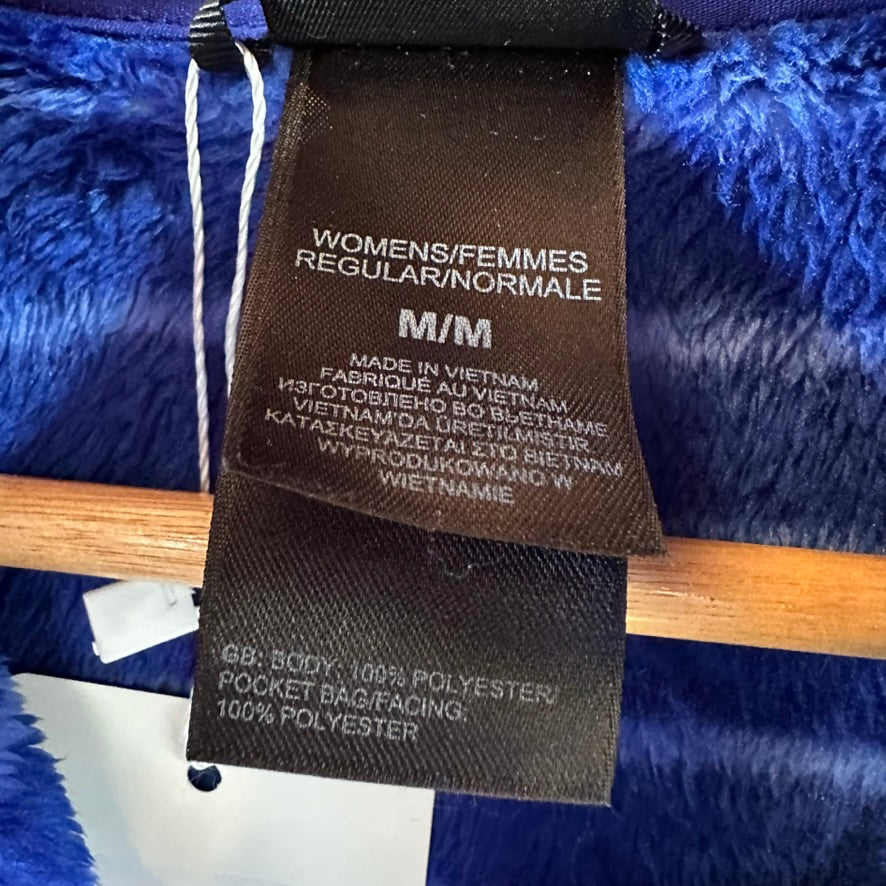 WOMENS/FEMMES
REGULAR/NORMALE
M/M
MADE IN VIETNAM
FABRIQUÉ AU VIETNAM
ИЗГОТОВЛЕНО ВО ВЬЕТНАМЕ
VIETNAM'DA ÜRETILMISTIR
ΚΑΤΑΣΚΕΥΑΖΕΤΑΙ ΣΤΟ ΒΙΕΤΝΑΜ
WYPRODUKOWANO W
WIETNAMIE
GB: BODY: 100% POLYESTER/
POCKET BAG/FACING:
100% POLYESTER